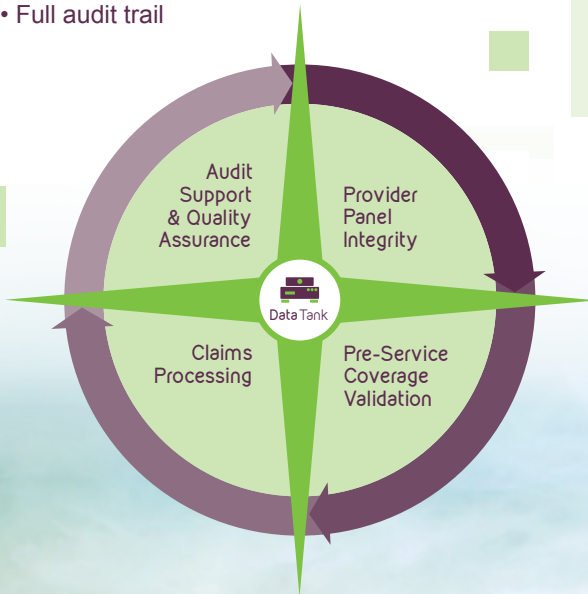 • Full audit trail
Audit
Support
& Quality
Assurance
Provider
Panel
Integrity
Data Tank
Claims
Processing
Pre-Service
Coverage
Validation